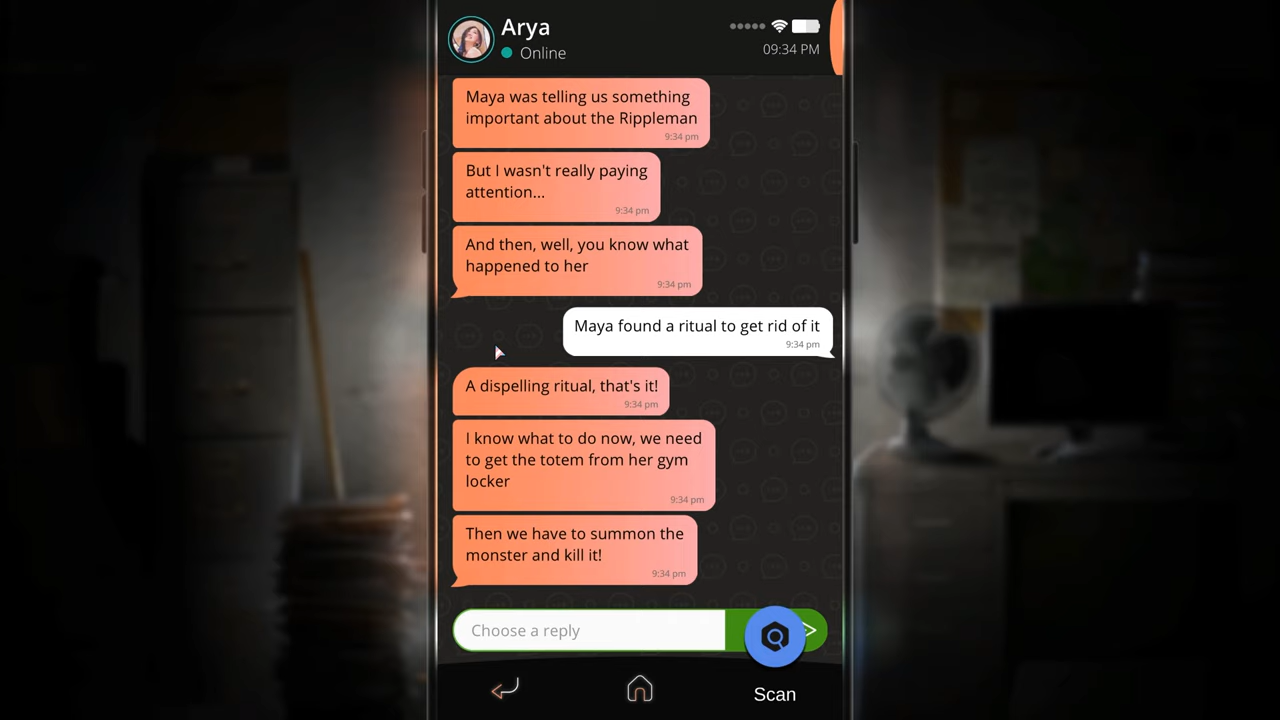 Arya
Online
09:34 PM
Maya was telling us something
important about the Rippleman
9:34 pm
But I wasn't really paying
attention...
9:34 pm
And then, well, you know what
happened to her
9:34 pm
Maya found a ritual to get rid of it
9:34 pm
A dispelling ritual, that's it!
9:34 pm
I know what to do now, we need
to get the totem from her gym
locker
9:34 pm
Then we have to summon the
monster and kill it!
9:34 pm
Choose a reply
Scan